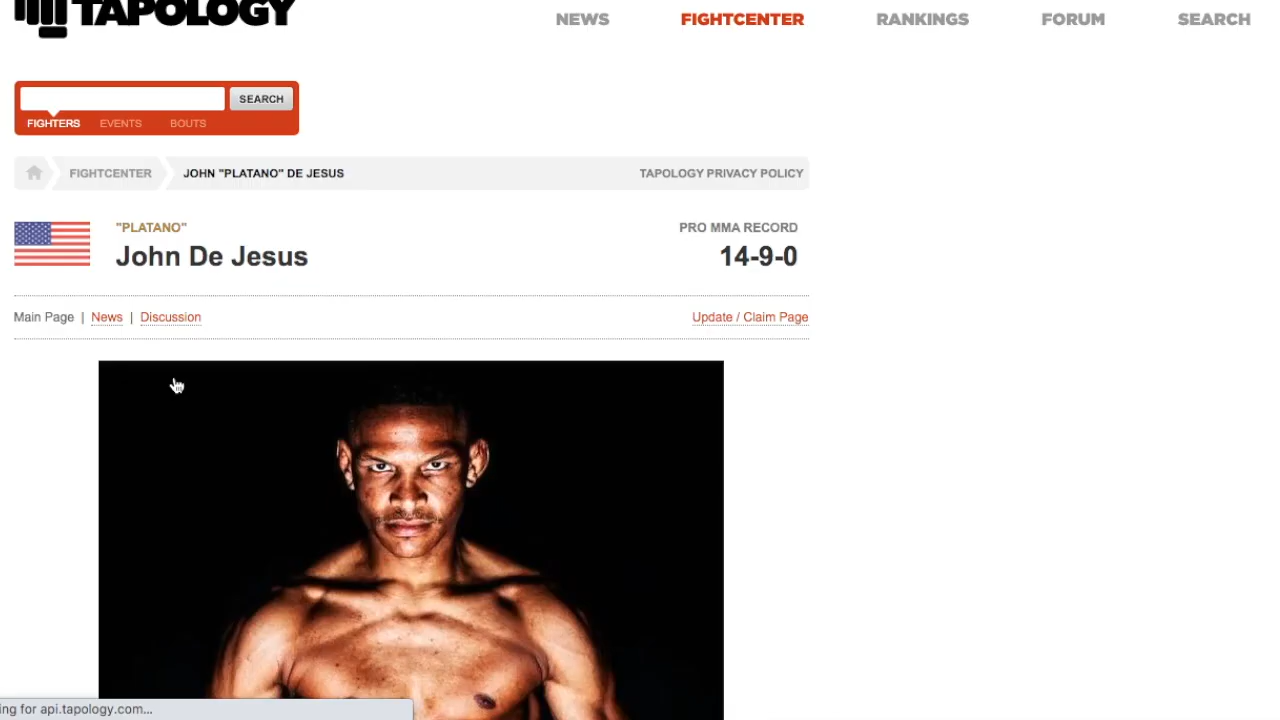 TAPOLOGY
NEWS
FIGHTCENTER
RANKINGS
FORUM
SEARCH
SEARCH
FIGHTERS
EVENTS
BOUTS
FIGHTCENTER
JOHN "PLATANO" DE JESUS
TAPOLOGY PRIVACY POLICY
"PLATANO"
PRO MMA RECORD
John De Jesus
14-9-0
Main Page | News | Discussion
Update / Claim Page
ing for api.tapology.com...